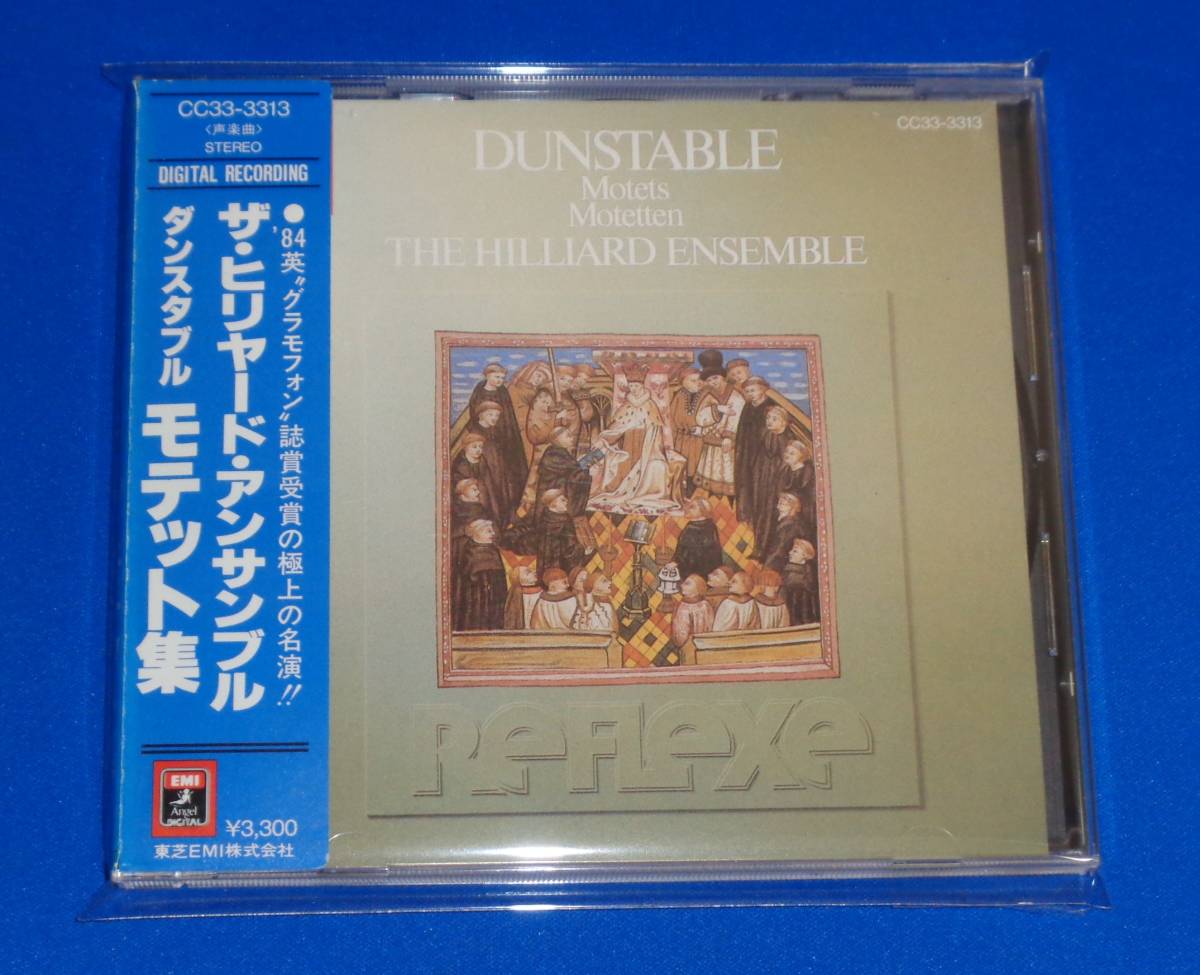 CC33-3313
〈声楽曲〉
STEREO
DIGITAL RECORDING
●'84英“グラモフォン”誌賞受賞の極上の名演!!
ザ・ヒリヤード・アンサンブル
ダンスタブル モテット集
EMI
Angel
DIGITAL
¥3,300
東芝EMI株式会社
CC33-3313
DUNSTABLE
Motets
Motetten
THE HILLIARD ENSEMBLE
REFLEXE